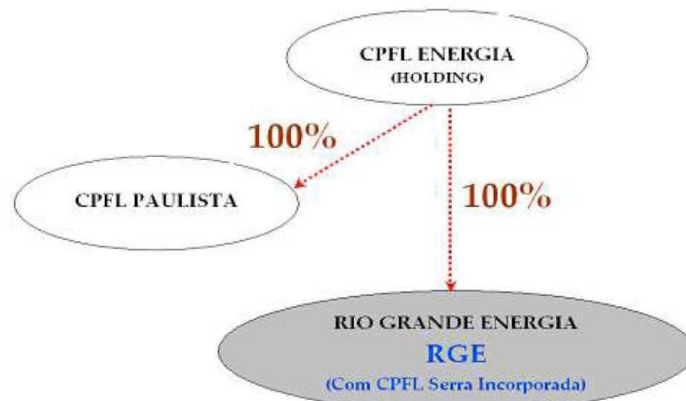 CPFL ENERGIA
(HOLDING)
100%
CPFL PAULISTA
100%
RIO GRANDE ENERGIA
RGE
(Com CPFL Serra Incorporada)